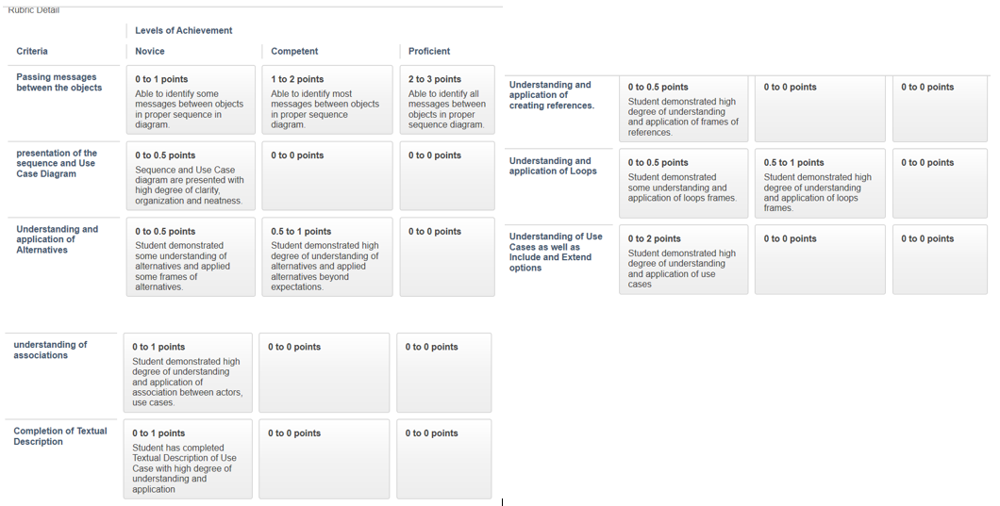 Rubric Detail
Levels of Achievement
Criteria
Novice
Competent
Proficient
Passing messages
between the objects
0 to 1 points
Able to identify some
messages between objects
in proper sequence in
diagram.
1 to 2 points
Able to identify most
messages between objects
in proper sequence
diagram.
2 to 3 points
Able to identify all
messages between
objects in proper
sequence diagram.
presentation of the
sequence and Use
Case Diagram
0 to 0.5 points
Sequence and Use Case
diagram are presented with
high degree of clarity,
organization and neatness.
0 to 0 points
0 to 0 points
Understanding and
application of
Alternatives
0 to 0.5 points
Student demonstrated
some understanding of
alternatives and applied
some frames of
alternatives.
0.5 to 1 points
Student demonstrated high
degree of understanding of
alternatives and applied
alternatives beyond
expectations.
0 to 0 points
Understanding and
application of
creating references.
0 to 0.5 points
Student demonstrated high
degree of understanding
and application of frames of
references.
0 to 0 points
0 to 0 points
Understanding and
application of Loops
0 to 0.5 points
Student demonstrated
some understanding and
application of loops frames.
0.5 to 1 points
Student demonstrated high
degree of understanding
and application of loops
frames.
0 to 0 points
Understanding of Use
Cases as well as
Include and Extend
options
0 to 2 points
Student demonstrated high
degree of understanding
and application of use
cases
0 to 0 points
0 to 0 points
understanding of
associations
0 to 1 points
Student demonstrated high
degree of understanding
and application of
association between actors,
use cases.
0 to 0 points
0 to 0 points
Completion of Textual
Description
0 to 1 points
Student has completed
Textual Description of Use
Case with high degree of
understanding and
application
0 to 0 points
0 to 0 points